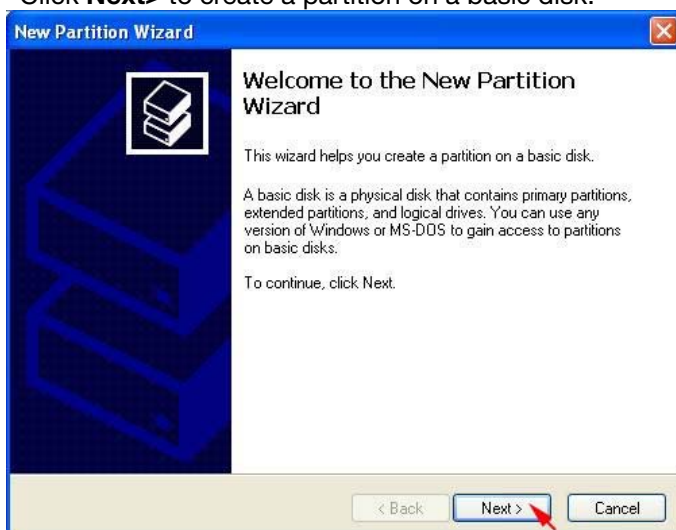 Click Next> to create a partition on a basic disk.
New Partition Wizard
Welcome to the New Partition
Wizard
This wizard helps you create a partition on a basic disk.
A basic disk is a physical disk that contains primary partitions,
extended partitions, and logical drives. You can use any
version of Windows or MS-DOS to gain access to partitions
on basic disks.
To continue, click Next.
< Back
Next >
Cancel